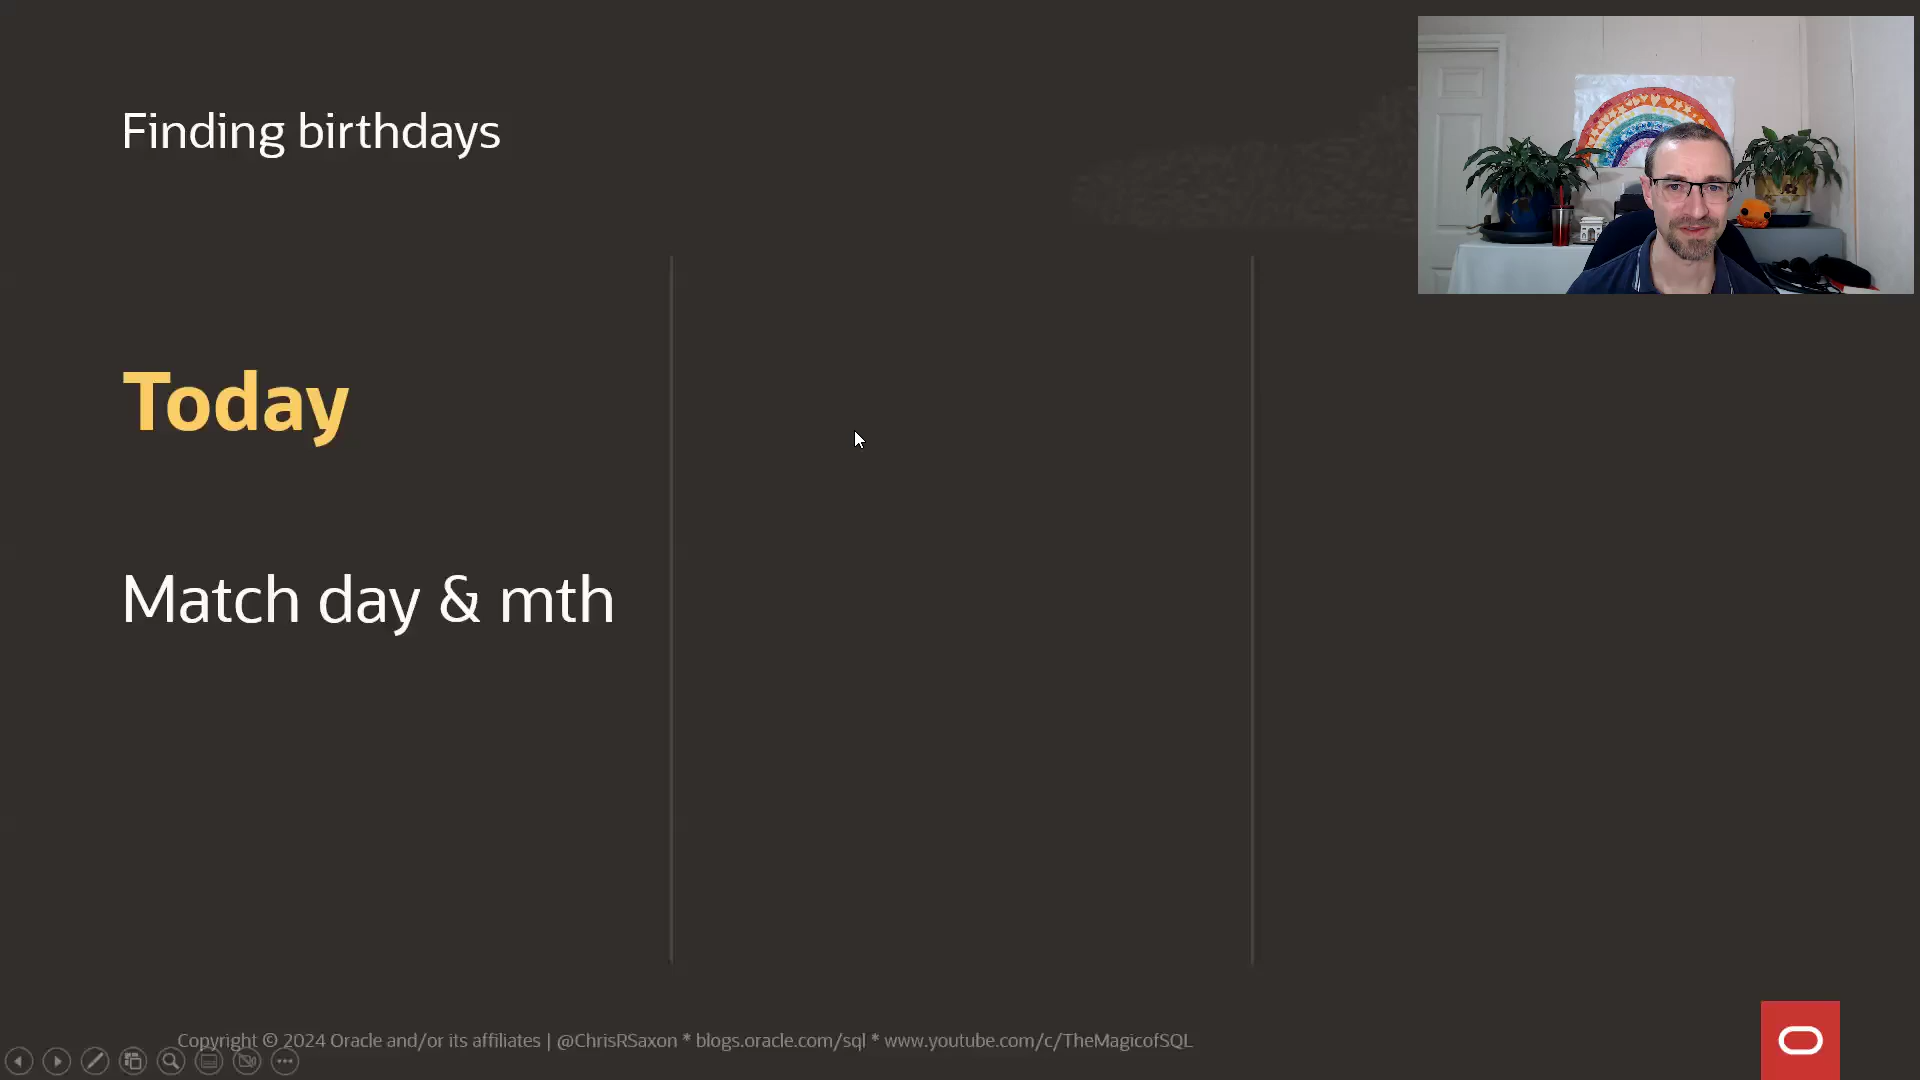 Finding birthdays
Today
Match day & mth
Copyright © 2024 Oracle and/or its affiliates | @ChrisRSaxon * blogs.oracle.com/sql * www.youtube.com/c/TheMagicofSQL